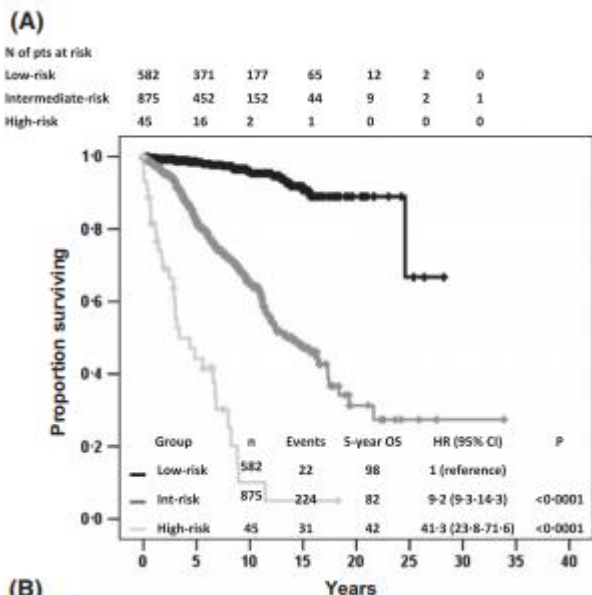 (A)
N of pts at risk
Low-risk 582 371 177 65 12 2 0
Intermediate-risk 875 452 152 44 9 2 1
High-risk 45 16 2 1 0 0 0
1·0
0·8
0·6
0·4
0·2
0·0
Proportion surviving
Group n Events 5-year OS HR (95% CI) P
Low-risk 582 22 98 1 (reference)
Int-risk 875 224 82 9·2 (9·3-14·3) <0·0001
High-risk 45 31 42 41·3 (23·8-71·6) <0·0001
0 5 10 15 20 25 30 35 40
(B) Years